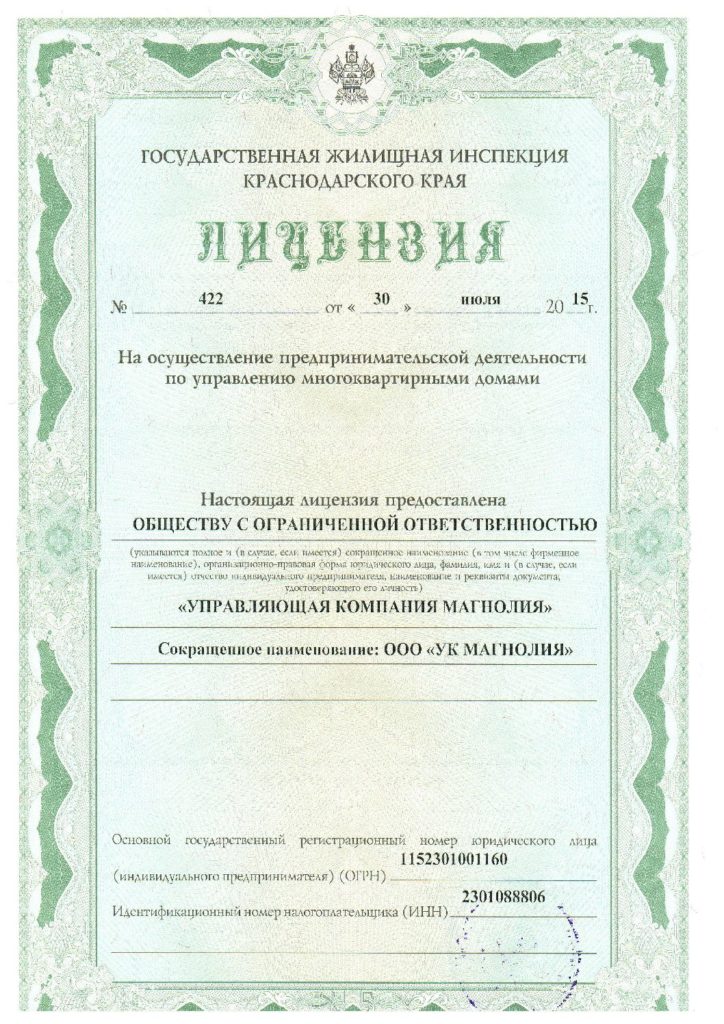 ГОСУДАРСТВЕННАЯ ЖИЛИЩНАЯ ИНСПЕКЦИЯ
КРАСНОДАРСКОГО КРАЯ
ЛИЦЕНЗИЯ
№ 422 от « 30 » июля 20 15 г.
На осуществление предпринимательской деятельности
по управлению многоквартирными домами
Настоящая лицензия предоставлена
ОБЩЕСТВУ С ОГРАНИЧЕННОЙ ОТВЕТСТВЕННОСТЬЮ
(указываются полное и (в случае, если имеется) сокращенное наименование (в том числе фирменное
наименование), организационно-правовая форма юридического лица, фамилия, имя и (в случае, если
имеется) отчество индивидуального предпринимателя, наименование и реквизиты документа,
удостоверяющего его личность)
«УПРАВЛЯЮЩАЯ КОМПАНИЯ МАГНОЛИЯ»
Сокращенное наименование: ООО «УК МАГНОЛИЯ»
Основной государственный регистрационный номер юридического лица
1152301001160
(индивидуального предпринимателя) (ОГРН)
2301088806
Идентификационный номер налогоплательщика (ИНН)